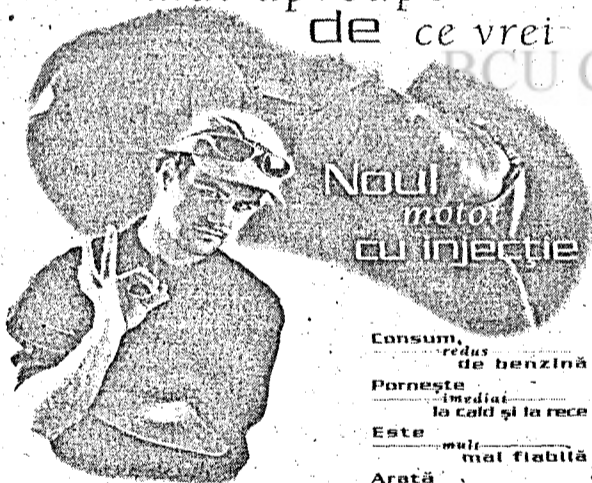 de ce vrei
BCU C
Noul
motor
cu injecție
Consum,
redus
de benzină
Pornește
imediat
la cald și la rece
Este
mult
mai fiabilă
Arată